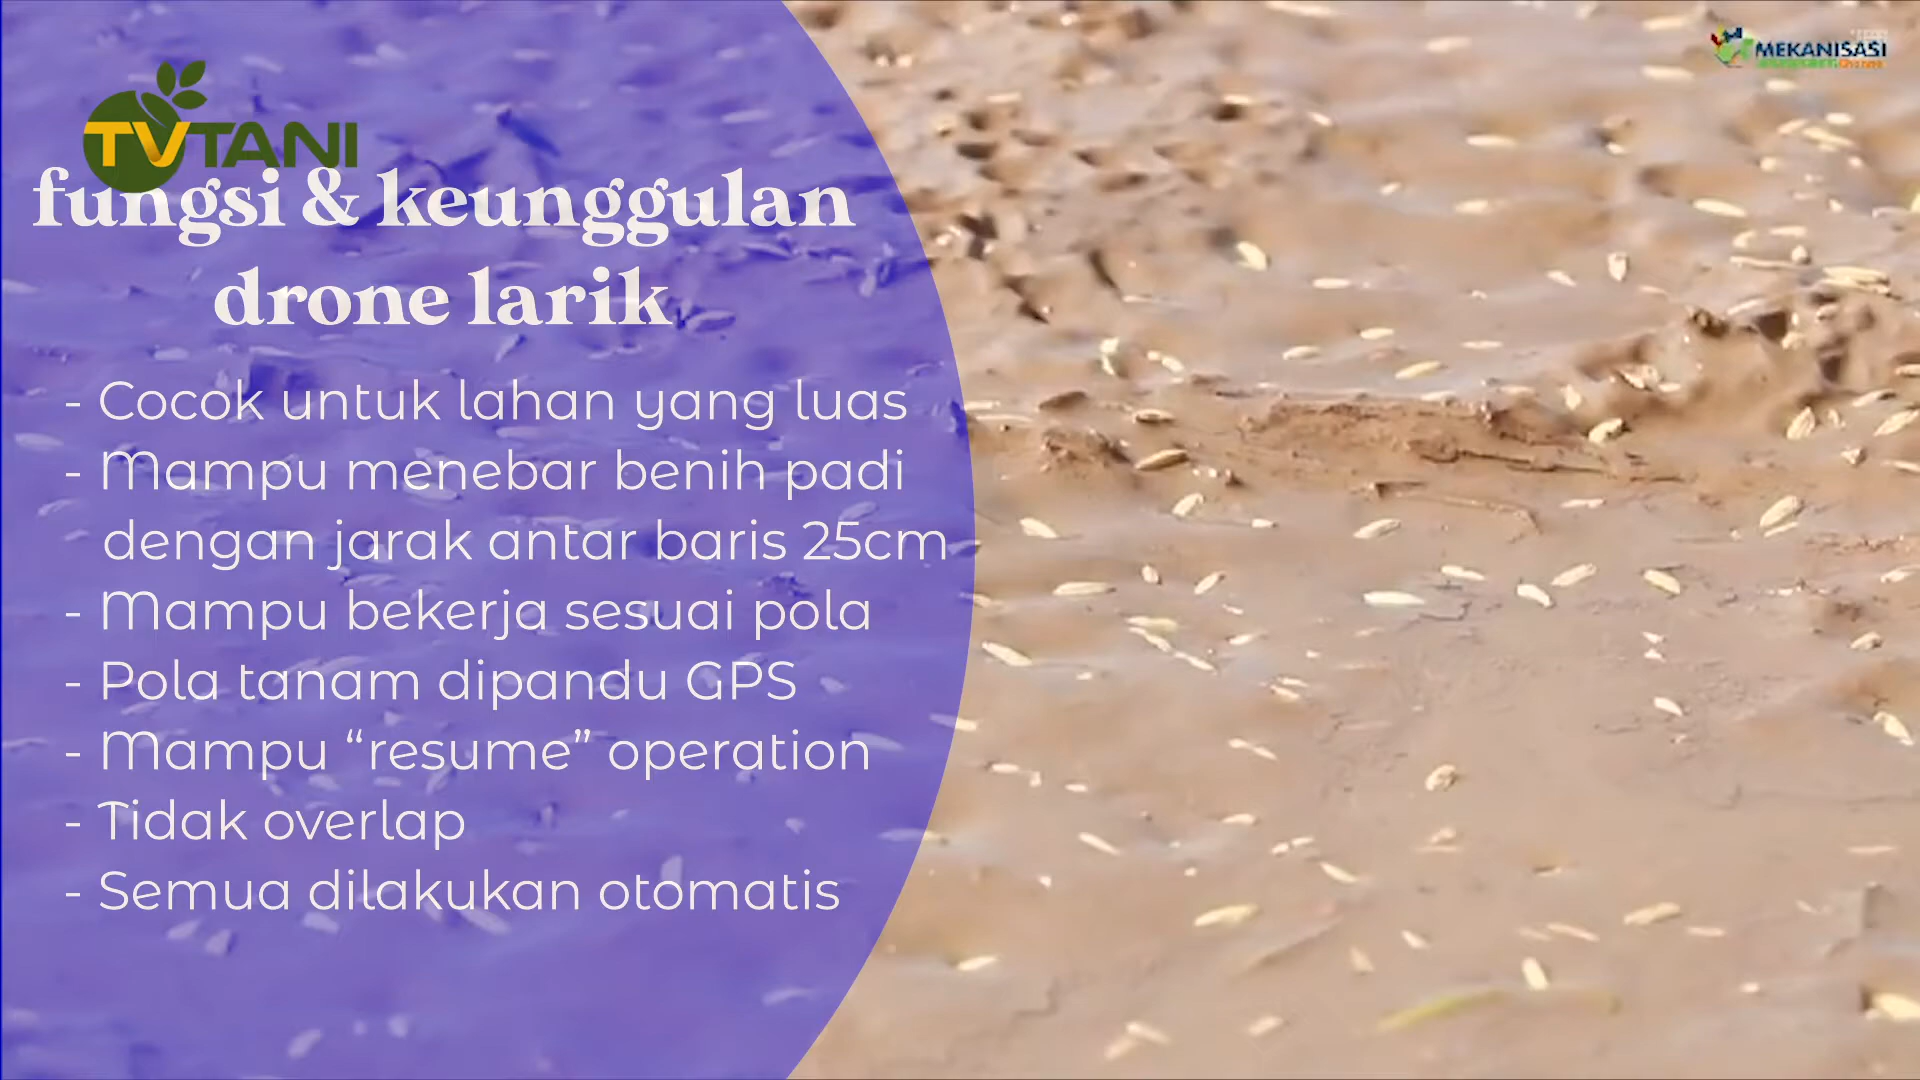 MEKANISASI
TVTANI
fungsi & keunggulan
drone larik
- Cocok untuk lahan yang luas
- Mampu menebar benih padi
dengan jarak antar baris 25cm
- Mampu bekerja sesuai pola
- Pola tanam dipandu GPS
- Mampu “resume” operation
- Tidak overlap
- Semua dilakukan otomatis